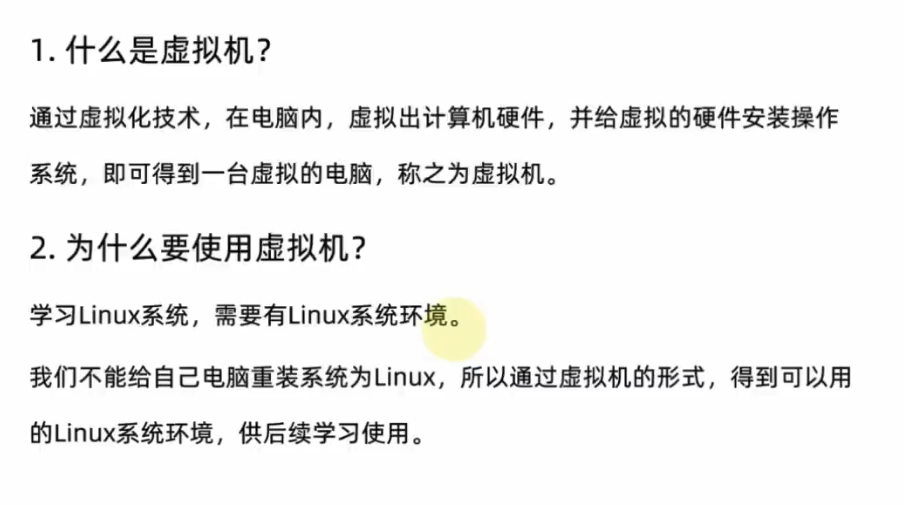 1. 什么是虚拟机？
通过虚拟化技术，在电脑内，虚拟出计算机硬件，并给虚拟的硬件安装操作
系统，即可得到一台虚拟的电脑，称之为虚拟机。
2. 为什么要使用虚拟机？
学习Linux系统，需要有Linux系统环境。
我们不能给自己电脑重装系统为Linux，所以通过虚拟机的形式，得到可以用
的Linux系统环境，供后续学习使用。